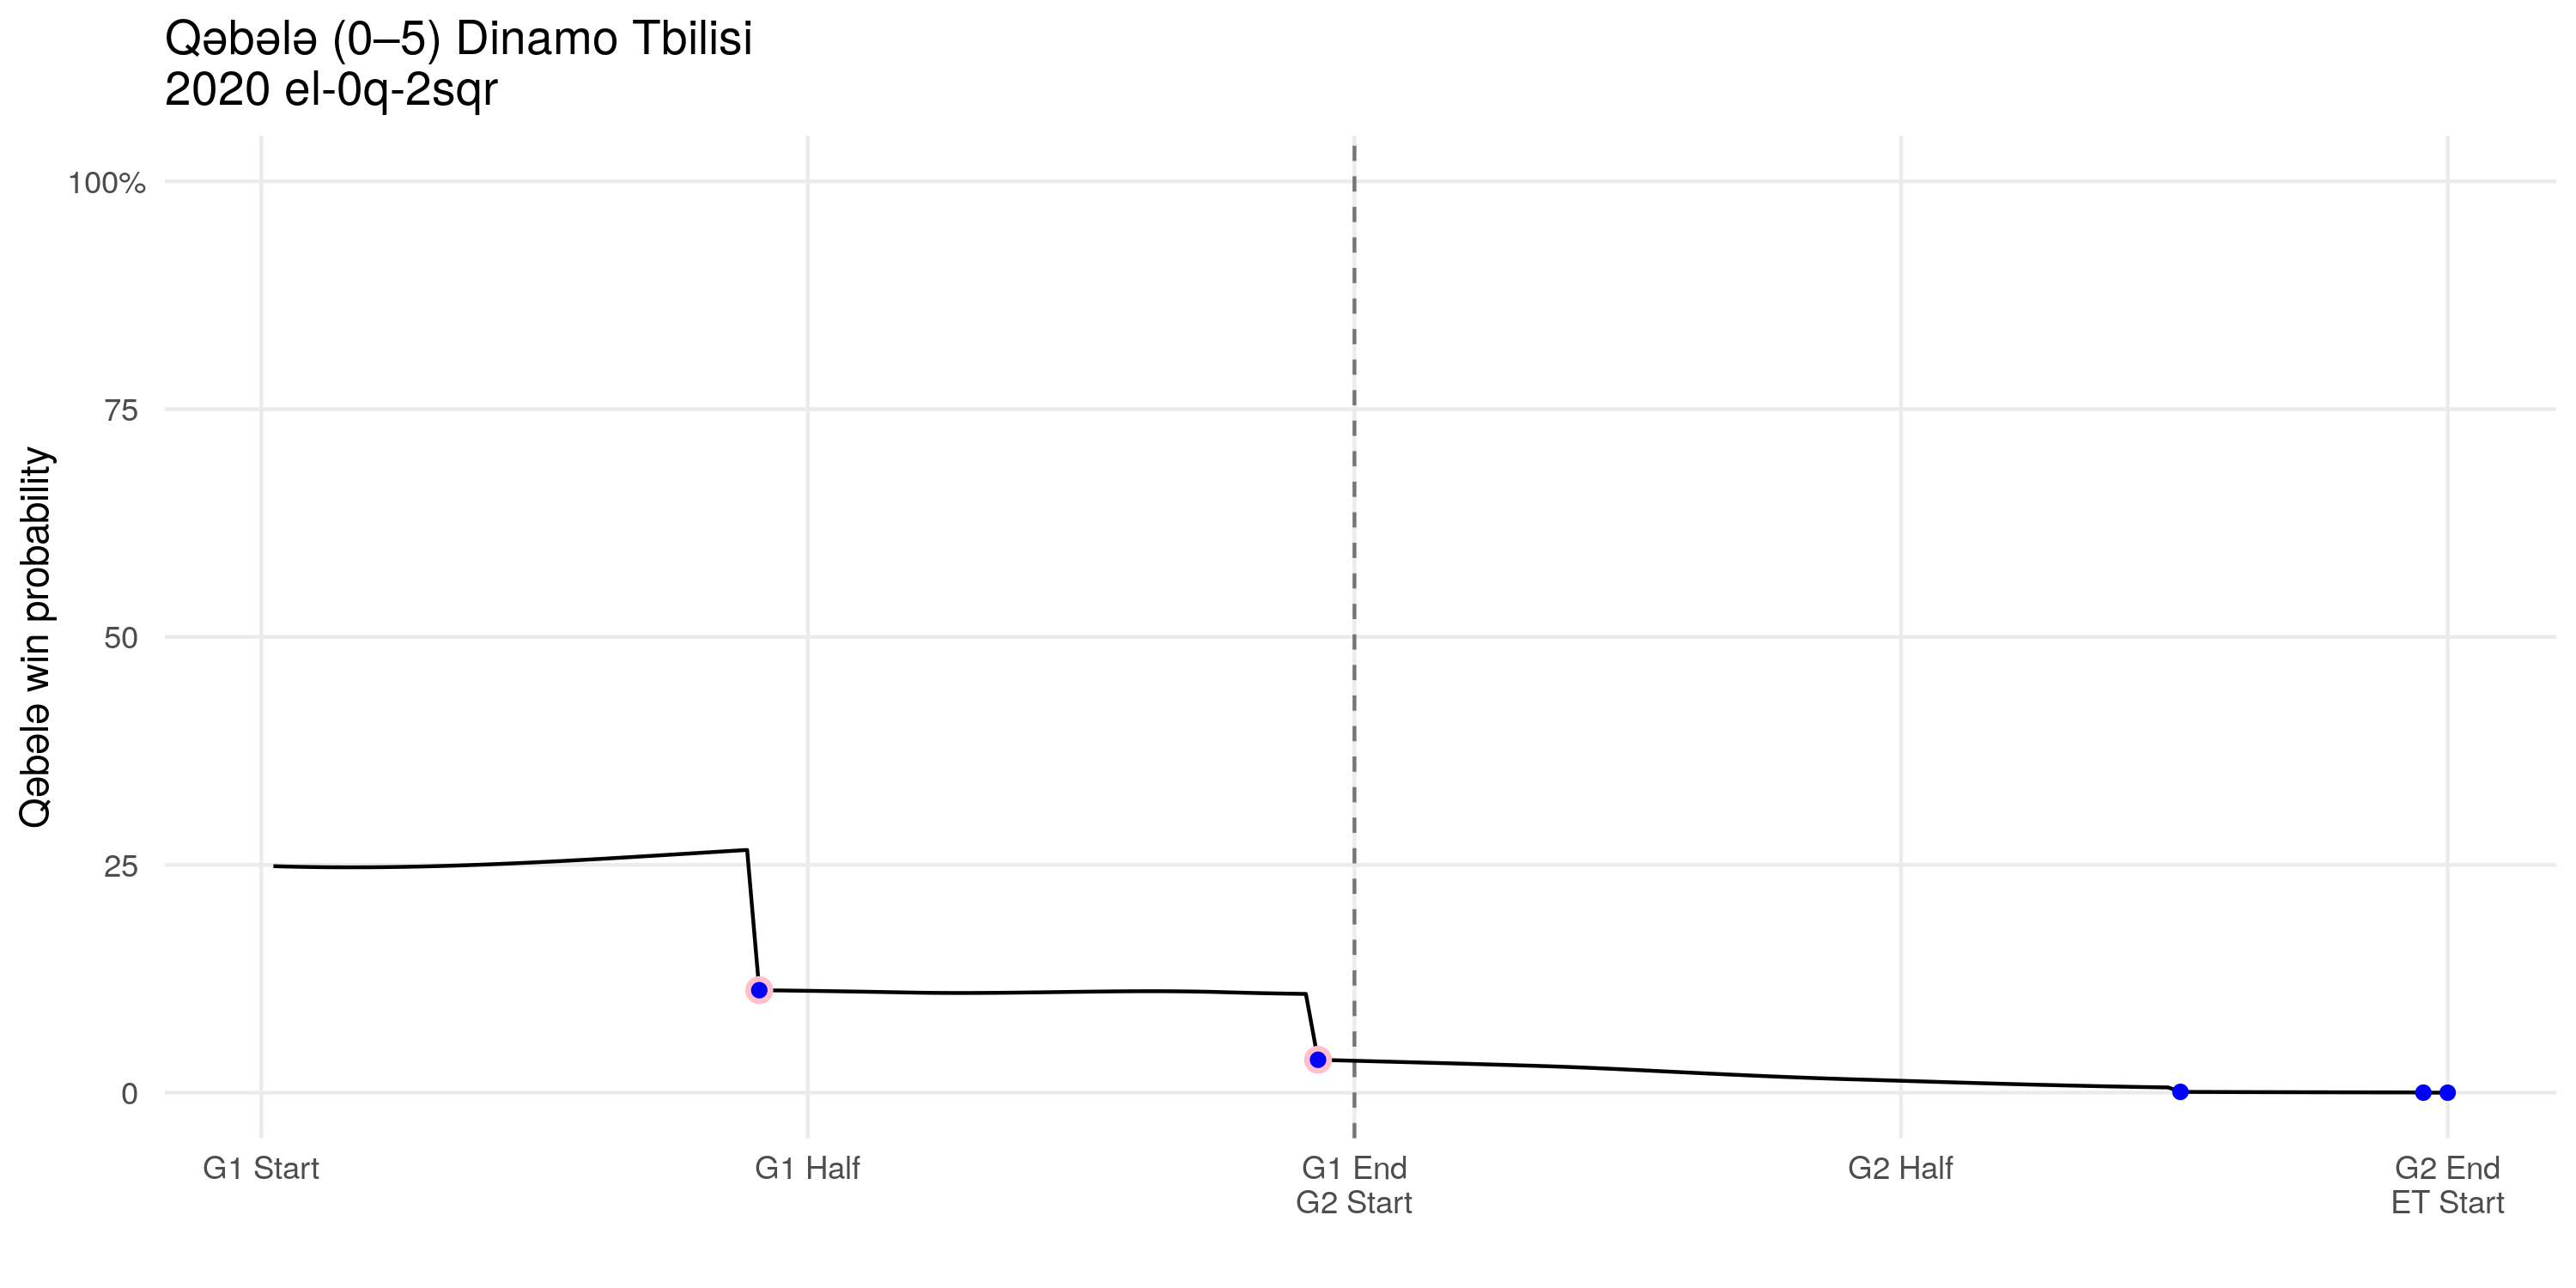 Qəbələ (0–5) Dinamo Tbilisi
2020 el-0q-2sqr
Qebele win probability
100%
75
50
25
0
G1 Start
G1 Half
G1 End
G2 Start
G2 Half
G2 End
ET Start